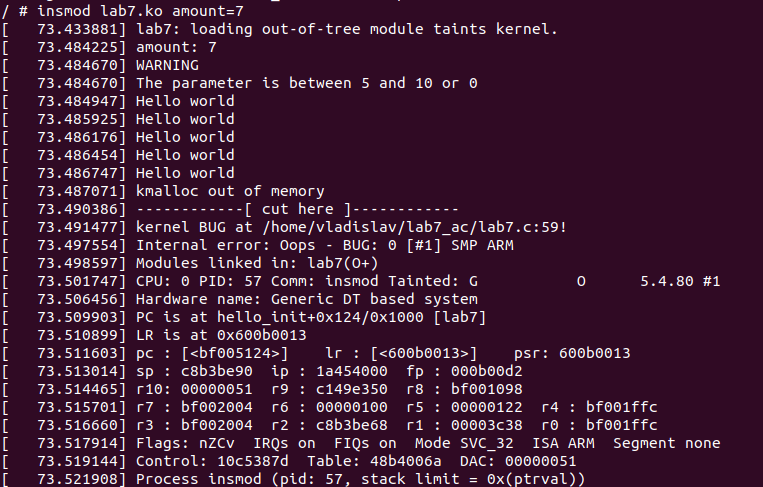 / # insmod lab7.ko amount=7
[   73.433881] lab7: loading out-of-tree module taints kernel.
[   73.484225] amount: 7
[   73.484670] WARNING
[   73.484670] The parameter is between 5 and 10 or 0
[   73.484947] Hello world
[   73.485925] Hello world
[   73.486176] Hello world
[   73.486454] Hello world
[   73.486747] Hello world
[   73.487071] kmalloc out of memory
[   73.490386] ------------[ cut here ]------------
[   73.491477] kernel BUG at /home/vladislav/lab7_ac/lab7.c:59!
[   73.497554] Internal error: Oops - BUG: 0 [#1] SMP ARM
[   73.498597] Modules linked in: lab7(O+)
[   73.501747] CPU: 0 PID: 57 Comm: insmod Tainted: G           O      5.4.80 #1
[   73.506456] Hardware name: Generic DT based system
[   73.509903] PC is at hello_init+0x124/0x1000 [lab7]
[   73.510899] LR is at 0x600b0013
[   73.511603] pc : [<bf005124>]    lr : [<600b0013>]    psr: 600b0013
[   73.513014] sp : c8b3be90  ip : 1a454000  fp : 000b00d2
[   73.514465] r10: 00000051  r9 : c149e350  r8 : bf001098
[   73.515701] r7 : bf002004  r6 : 00000100  r5 : 00000122  r4 : bf001ffc
[   73.516660] r3 : bf002004  r2 : c8b3be68  r1 : 00003c38  r0 : bf001ffc
[   73.517914] Flags: nZCv  IRQs on  FIQs on  Mode SVC_32  ISA ARM  Segment none
[   73.519144] Control: 10c5387d  Table: 48b4006a  DAC: 00000051
[   73.521908] Process insmod (pid: 57, stack limit = 0x(ptrval))